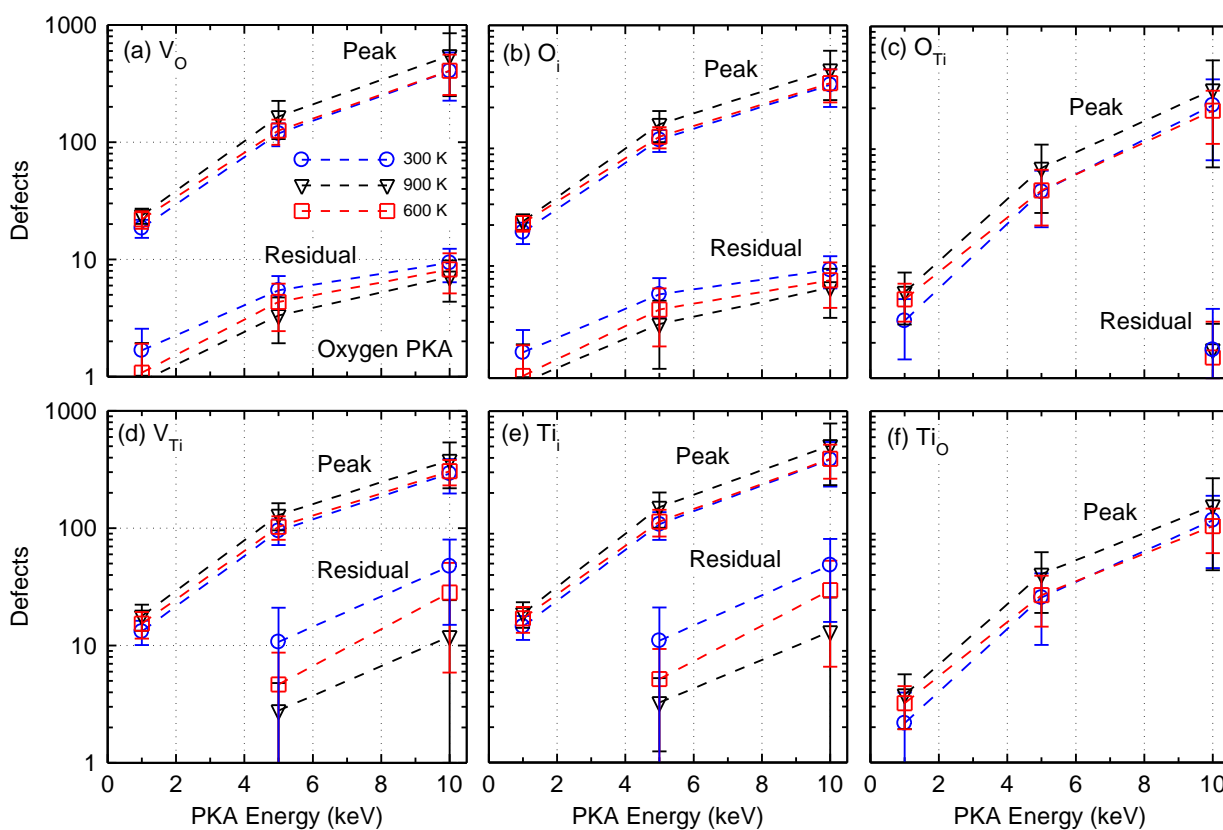 (a) V_O
Peak
300 K
900 K
600 K
Residual
Oxygen PKA
1000
100
10
1
Defects
(b) O_i
Peak
Residual
(c) O_Ti
Peak
Residual
(d) V_Ti
Peak
Residual
1000
100
10
1
Defects
0 2 4 6 8 10
PKA Energy (keV)
(e) Ti_i
Peak
Residual
0 2 4 6 8 10
PKA Energy (keV)
(f) Ti_O
Peak
0 2 4 6 8 10
PKA Energy (keV)